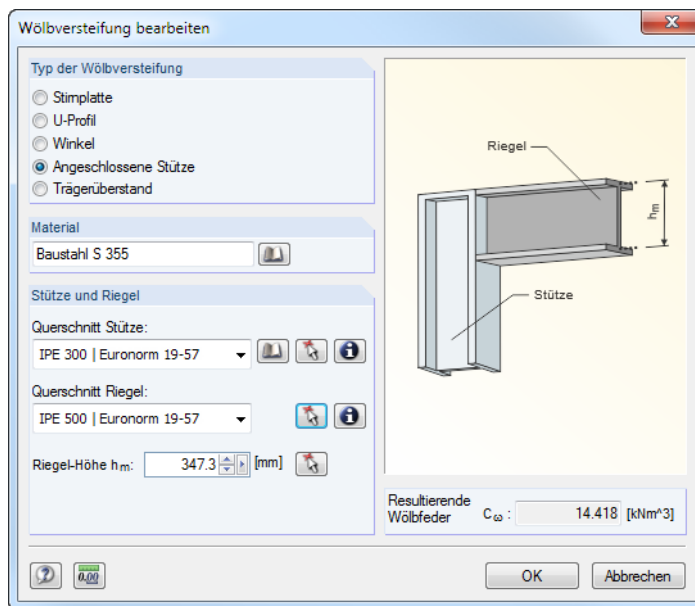 Wölbversteifung bearbeiten
Typ der Wölbversteifung
Stirnplatte
U-Profil
Winkel
Angeschlossene Stütze
Trägerüberstand
Material
Baustahl S 355
Stütze und Riegel
Querschnitt Stütze:
IPE 300 | Euronorm 19-57
Querschnitt Riegel:
IPE 500 | Euronorm 19-57
Riegel-Höhe hm: 347.3 [mm]
Riegel
hm
Stütze
Resultierende
Wölbfeder Cω : 14.418 [kNm^3]
0.00
OK Abbrechen